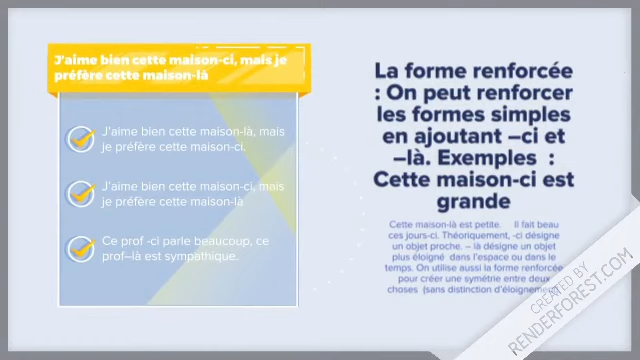 J'aime bien cette maison-ci, mais je
préfère cette maison-là
J'aime bien cette maison-là, mais
je préfère cette maison-ci.
J'aime bien cette maison-ci, mais
je préfère cette maison-là
Ce prof -ci parle beaucoup, ce
prof–là est sympathique.
La forme renforcée
: On peut renforcer
les formes simples
en ajoutant –ci et
–là. Exemples :
Cette maison-ci est
grande
Cette maison-là est petite. Il fait beau
ces jours-ci. Théoriquement, -ci désigne
un objet proche. – là désigne un objet
plus éloigné dans l'espace ou dans le
temps. On utilise aussi la forme renforcée
pour créer une symétrie entre deux
choses (sans distinction d'éloignement).
CREATED BY
RENDERFOREST.COM